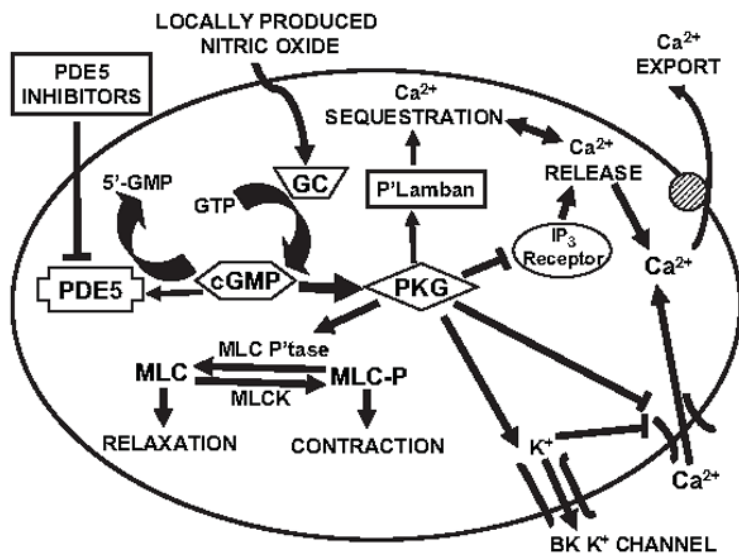 LOCALLY PRODUCED
NITRIC OXIDE
PDE5
INHIBITORS
Ca²⁺
EXPORT
Ca²⁺
SEQUESTRATION
Ca²⁺
RELEASE
GC
5'-GMP
GTP
P'Lamban
IP₃
Receptor
Ca²⁺
PDE5
cGMP
PKG
MLC P'tase
MLC
MLC-P
MLCK
RELAXATION
CONTRACTION
K⁺
Ca²⁺
BK K⁺ CHANNEL